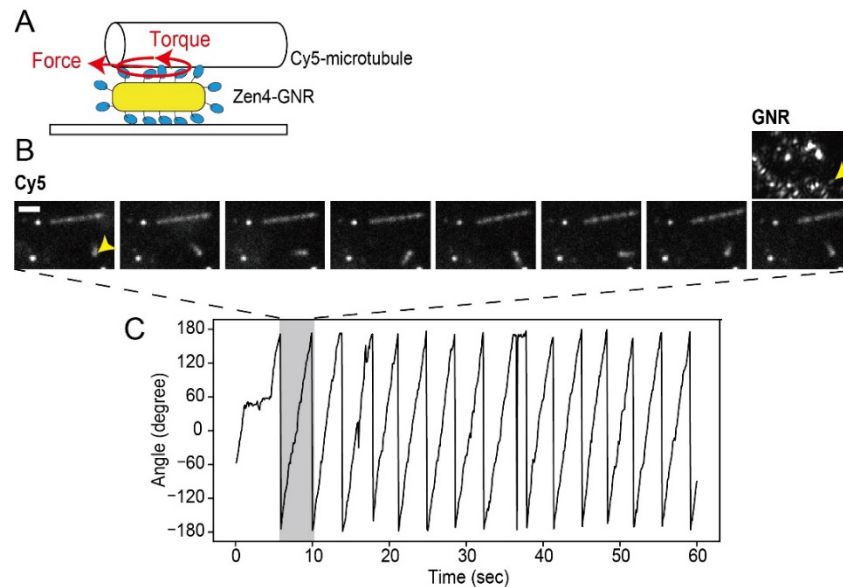 A
Torque
Force
Cy5-microtubule
Zen4-GNR
GNR
B
Cy5
C
180
120
60
0
−60
−120
−180
Angle (degree)
0 10 20 30 40 50 60
Time (sec)